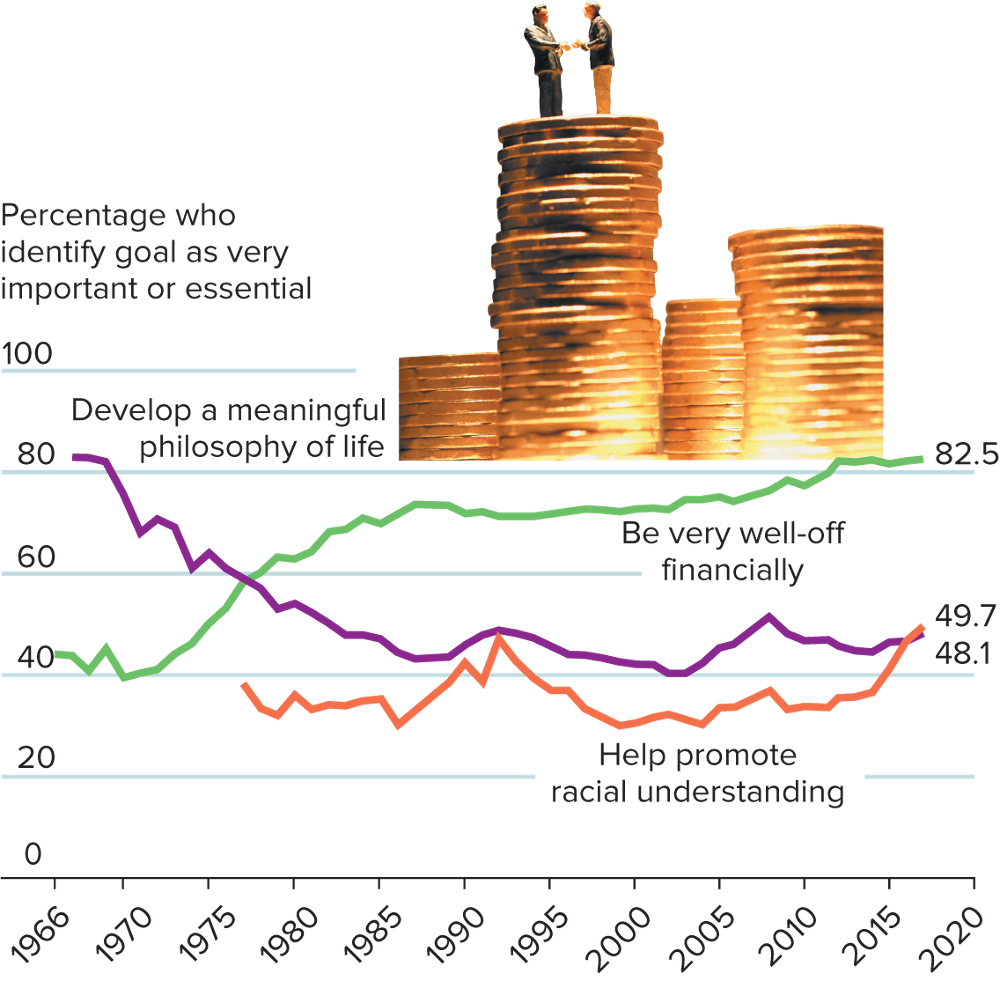 Percentage who
identify goal as very
important or essential
100
Develop a meaningful
philosophy of life
80
82.5
Be very well-off
financially
60
49.7
40
48.1
Help promote
racial understanding
20
0
1966
1970
1975
1980
1985
1990
1995
2000
2005
2010
2015
2020